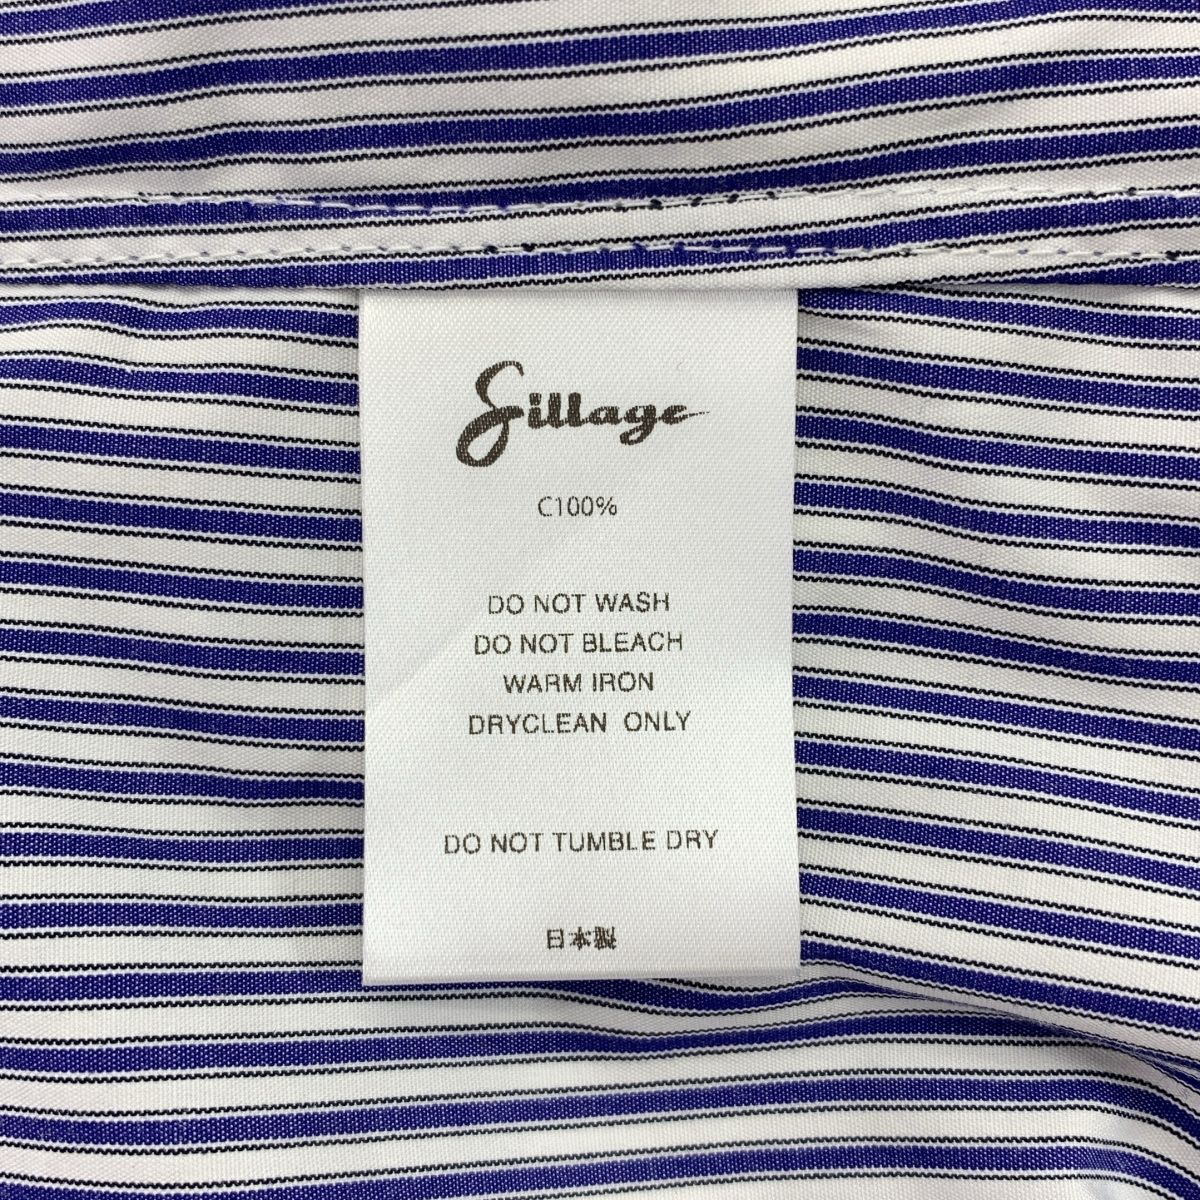 Sillage
C100%
DO NOT WASH
DO NOT BLEACH
WARM IRON
DRYCLEAN ONLY
DO NOT TUMBLE DRY
日本製